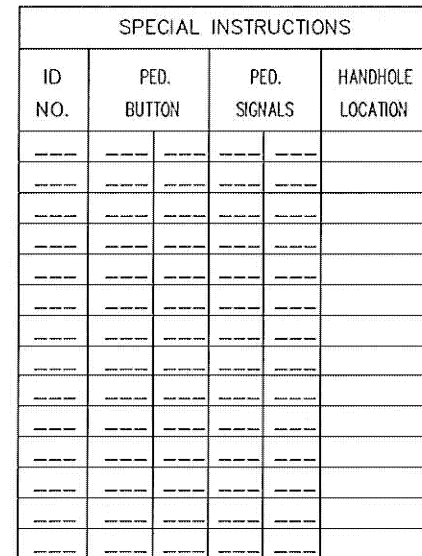 SPECIAL INSTRUCTIONS
ID NO. PED. BUTTON PED. SIGNALS HANDHOLE LOCATION